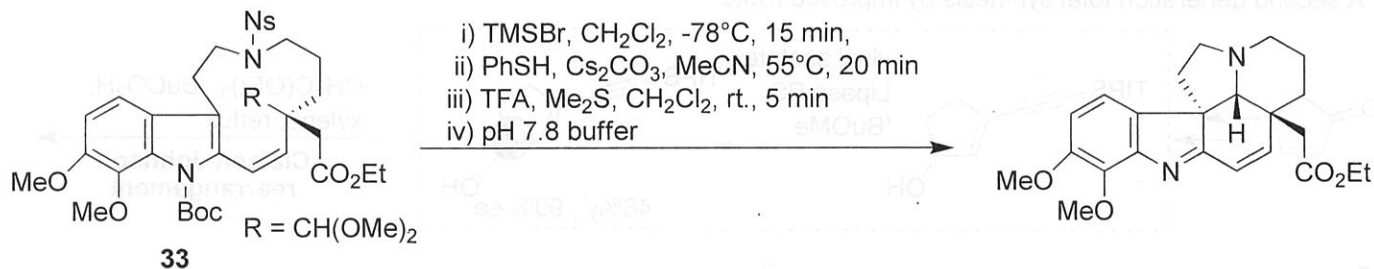 Ns
N
R
MeO
MeO
N
Boc
CO₂Et
R = CH(OMe)₂
33
i) TMSBr, CH₂Cl₂, -78°C, 15 min,
ii) PhSH, Cs₂CO₃, MeCN, 55°C, 20 min
iii) TFA, Me₂S, CH₂Cl₂, rt., 5 min
iv) pH 7.8 buffer
N
H
N
MeO
MeO
CO₂Et